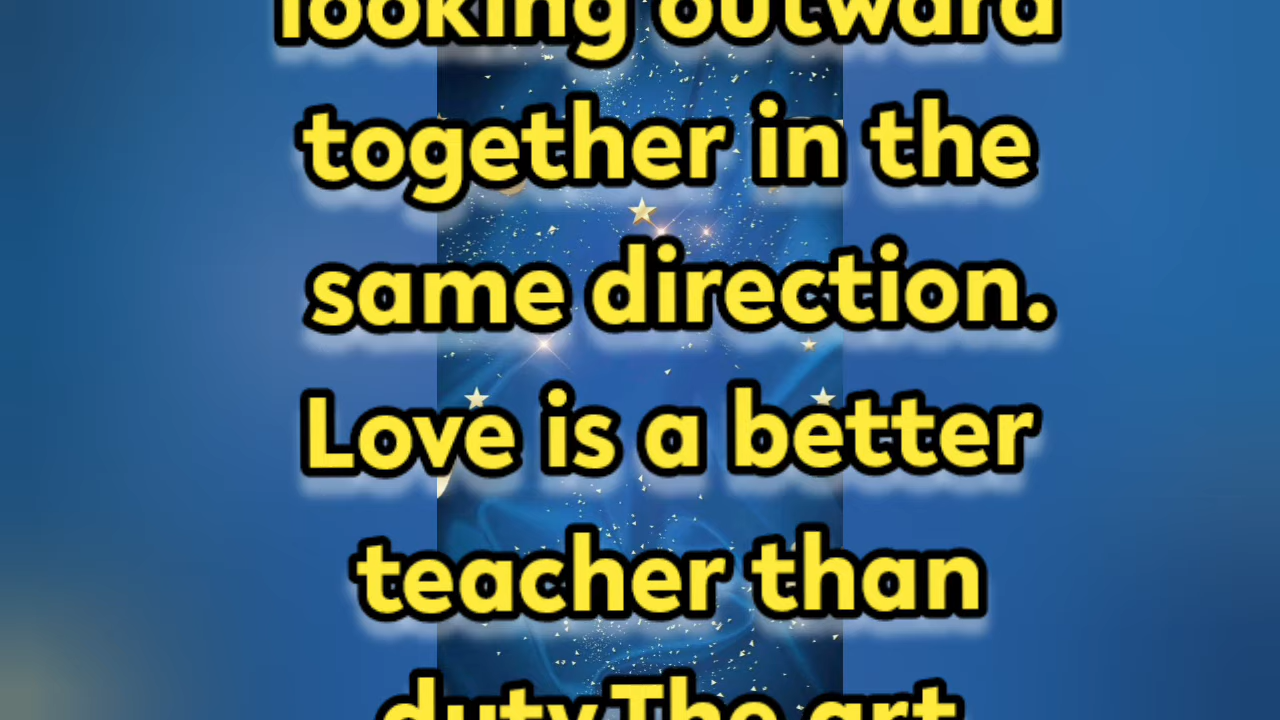 looking outward
together in the
same direction.
Love is a better
teacher than
duty.The art